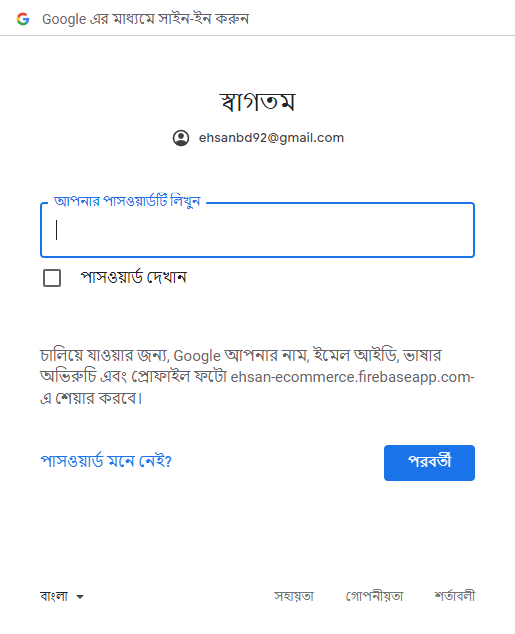 Google এর মাধ্যমে সাইন-ইন করুন
স্বাগতম
ehsanbd92@gmail.com
আপনার পাসওয়ার্ডটি লিখুন
পাসওয়ার্ড দেখান
চালিয়ে যাওয়ার জন্য, Google আপনার নাম, ইমেল আইডি, ভাষার
অভিরুচি এবং প্রোফাইল ফটো ehsan-ecommerce.firebaseapp.com-
এ শেয়ার করবে।
পাসওয়ার্ড মনে নেই?
পরবর্তী
বাংলা
সহায়তা
গোপনীয়তা
শর্তাবলী